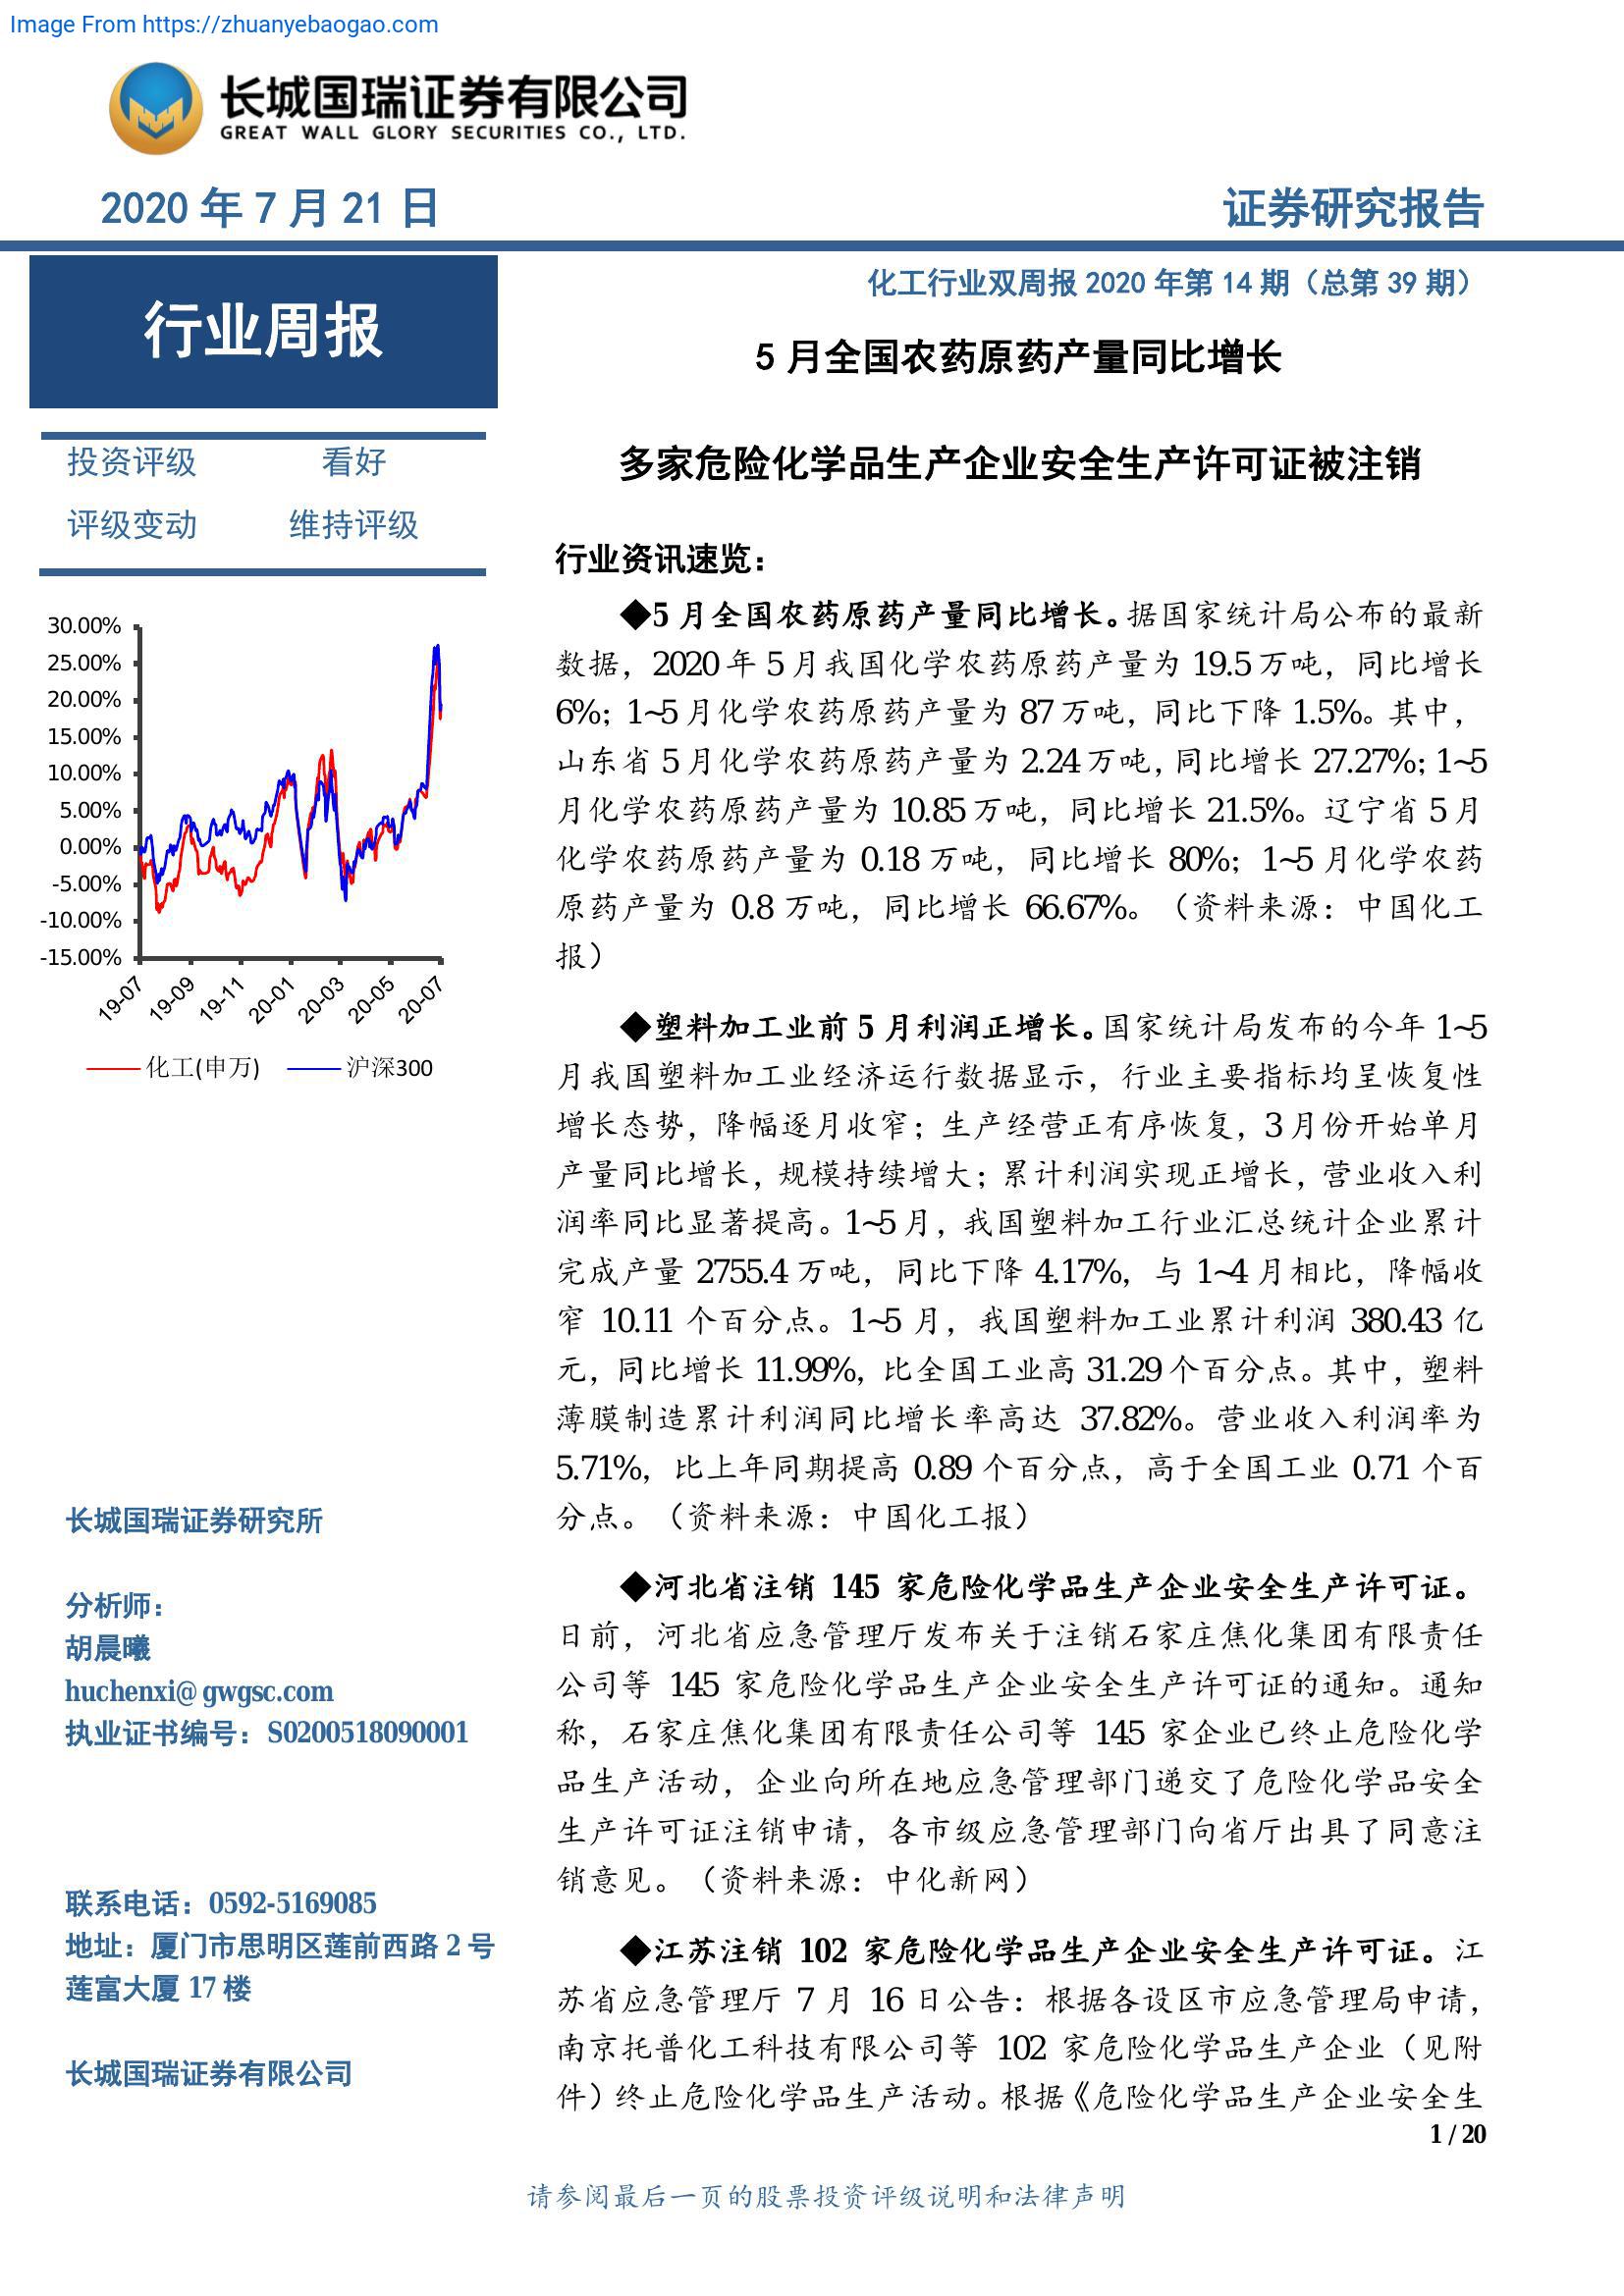 Image From https://zhuanyebaogao.com
长城国瑞证券有限公司
GREAT WALL GLORY SECURITIES CO., LTD.
2020 年 7 月 21 日
证券研究报告
行业周报
投资评级 看好
评级变动 维持评级
30.00%
25.00%
20.00%
15.00%
10.00%
5.00%
0.00%
-5.00%
-10.00%
-15.00%
19-07 19-09 19-11 20-01 20-03 20-05 20-07
化工(申万) 沪深300
长城国瑞证券研究所
分析师：
胡晨曦
huchenxi@gwgsc.com
执业证书编号：S0200518090001
联系电话：0592-5169085
地址：厦门市思明区莲前西路 2 号
莲富大厦 17 楼
长城国瑞证券有限公司
化工行业双周报 2020 年第 14 期（总第 39 期）
5 月全国农药原药产量同比增长
多家危险化学品生产企业安全生产许可证被注销
行业资讯速览：
◆5 月全国农药原药产量同比增长。据国家统计局公布的最新
数据，2020 年 5 月我国化学农药原药产量为 19.5 万吨，同比增长
6%；1~5 月化学农药原药产量为 87 万吨，同比下降 1.5%。其中，
山东省 5 月化学农药原药产量为 2.24 万吨，同比增长 27.27%；1~5
月化学农药原药产量为 10.85 万吨，同比增长 21.5%。辽宁省 5 月
化学农药原药产量为 0.18 万吨，同比增长 80%；1~5 月化学农药
原药产量为 0.8 万吨，同比增长 66.67%。（资料来源：中国化工
报）
◆塑料加工业前 5 月利润正增长。国家统计局发布的今年 1~5
月我国塑料加工业经济运行数据显示，行业主要指标均呈恢复性
增长态势，降幅逐月收窄；生产经营正有序恢复，3 月份开始单月
产量同比增长，规模持续增大；累计利润实现正增长，营业收入利
润率同比显著提高。1~5 月，我国塑料加工行业汇总统计企业累计
完成产量 2755.4 万吨，同比下降 4.17%，与 1~4 月相比，降幅收
窄 10.11 个百分点。1~5 月，我国塑料加工业累计利润 380.43 亿
元，同比增长 11.99%，比全国工业高 31.29 个百分点。其中，塑料
薄膜制造累计利润同比增长率高达 37.82%。营业收入利润率为
5.71%，比上年同期提高 0.89 个百分点，高于全国工业 0.71 个百
分点。（资料来源：中国化工报）
◆河北省注销 145 家危险化学品生产企业安全生产许可证。
日前，河北省应急管理厅发布关于注销石家庄焦化集团有限责任
公司等 145 家危险化学品生产企业安全生产许可证的通知。通知
称，石家庄焦化集团有限责任公司等 145 家企业已终止危险化学
品生产活动，企业向所在地应急管理部门递交了危险化学品安全
生产许可证注销申请，各市级应急管理部门向省厅出具了同意注
销意见。（资料来源：中化新网）
◆江苏注销 102 家危险化学品生产企业安全生产许可证。江
苏省应急管理厅 7 月 16 日公告：根据各设区市应急管理局申请，
南京托普化工科技有限公司等 102 家危险化学品生产企业（见附
件）终止危险化学品生产活动。根据《危险化学品生产企业安全生
1 / 20
请参阅最后一页的股票投资评级说明和法律声明